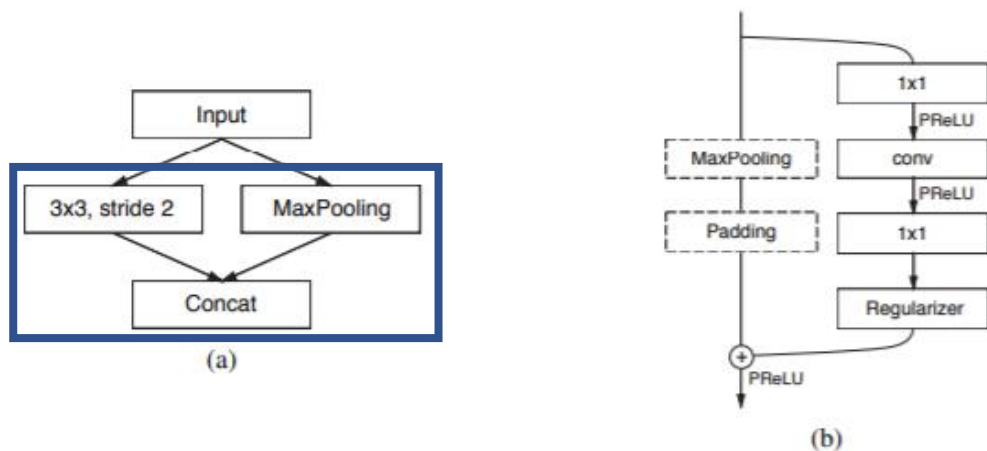 Input
3x3, stride 2
MaxPooling
Concat
(a)
1x1
PReLU
MaxPooling
conv
PReLU
Padding
1x1
Regularizer
+
PReLU
(b)